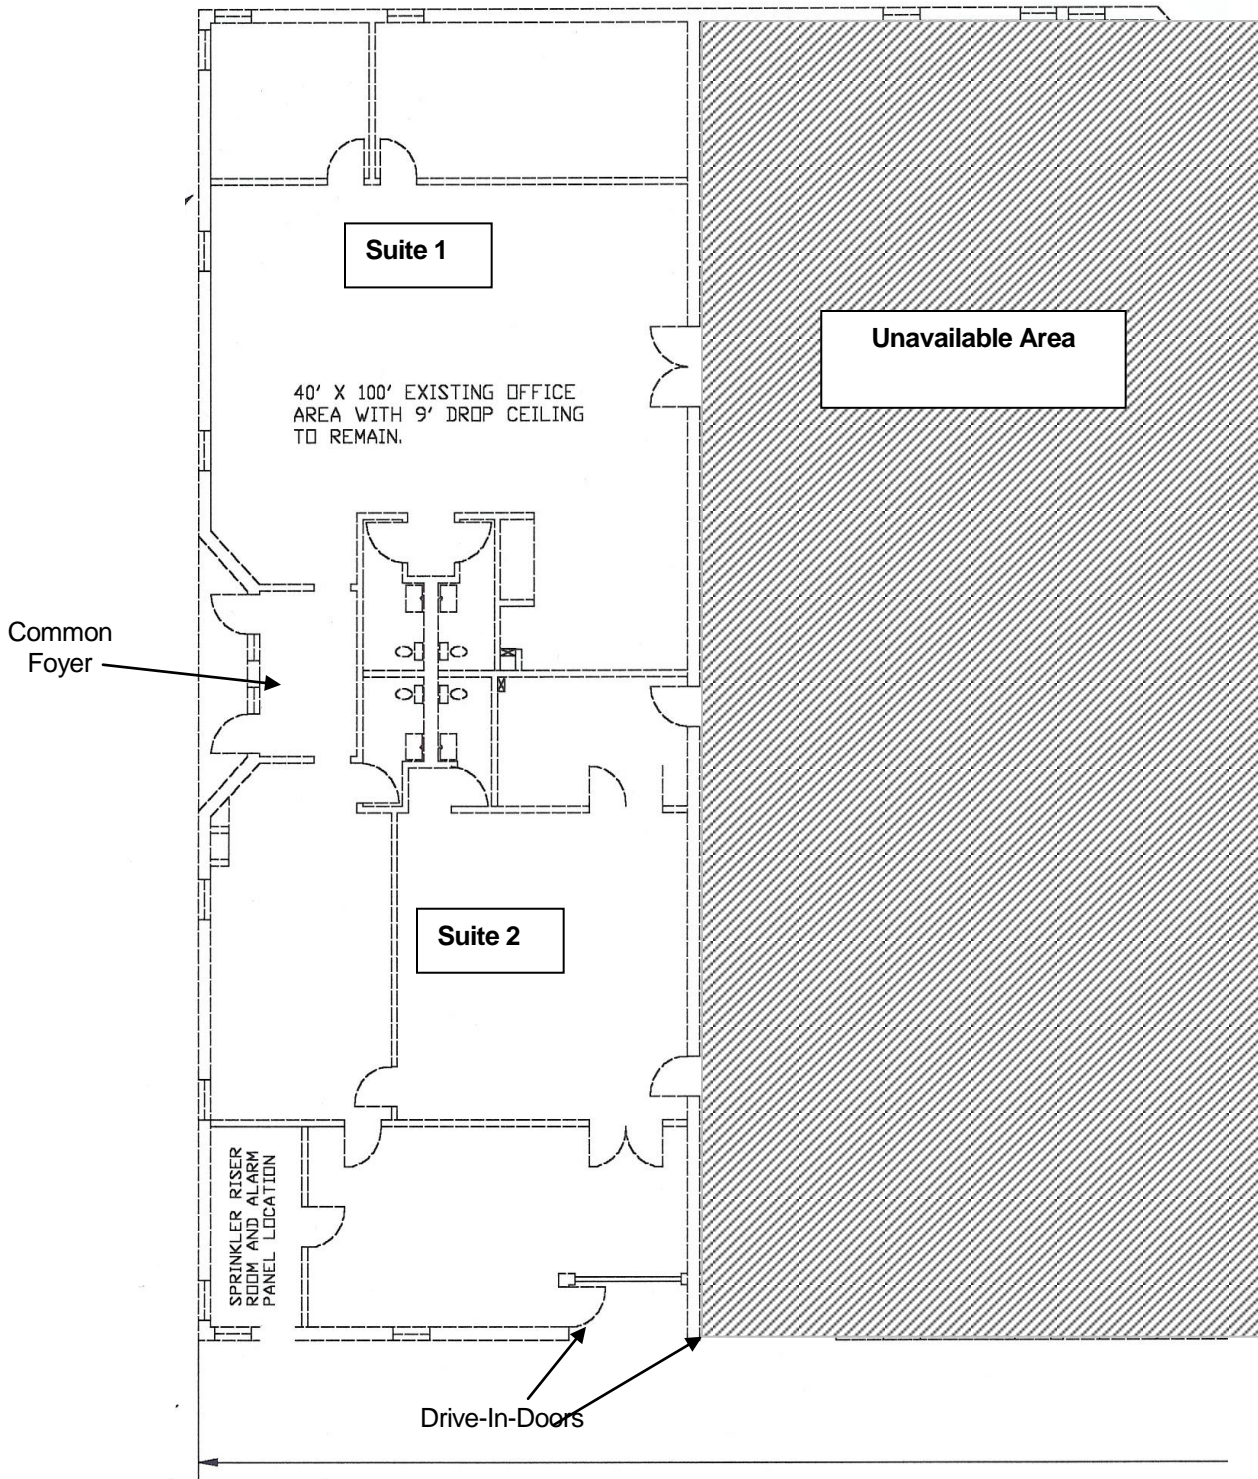 Suite 1
Unavailable Area
40' X 100' EXISTING OFFICE
AREA WITH 9' DROP CEILING
TO REMAIN.
Common
Foyer
Suite 2
SPRINKLER RISER
ROOM AND ALARM
PANEL LOCATION
Drive-In-Doors